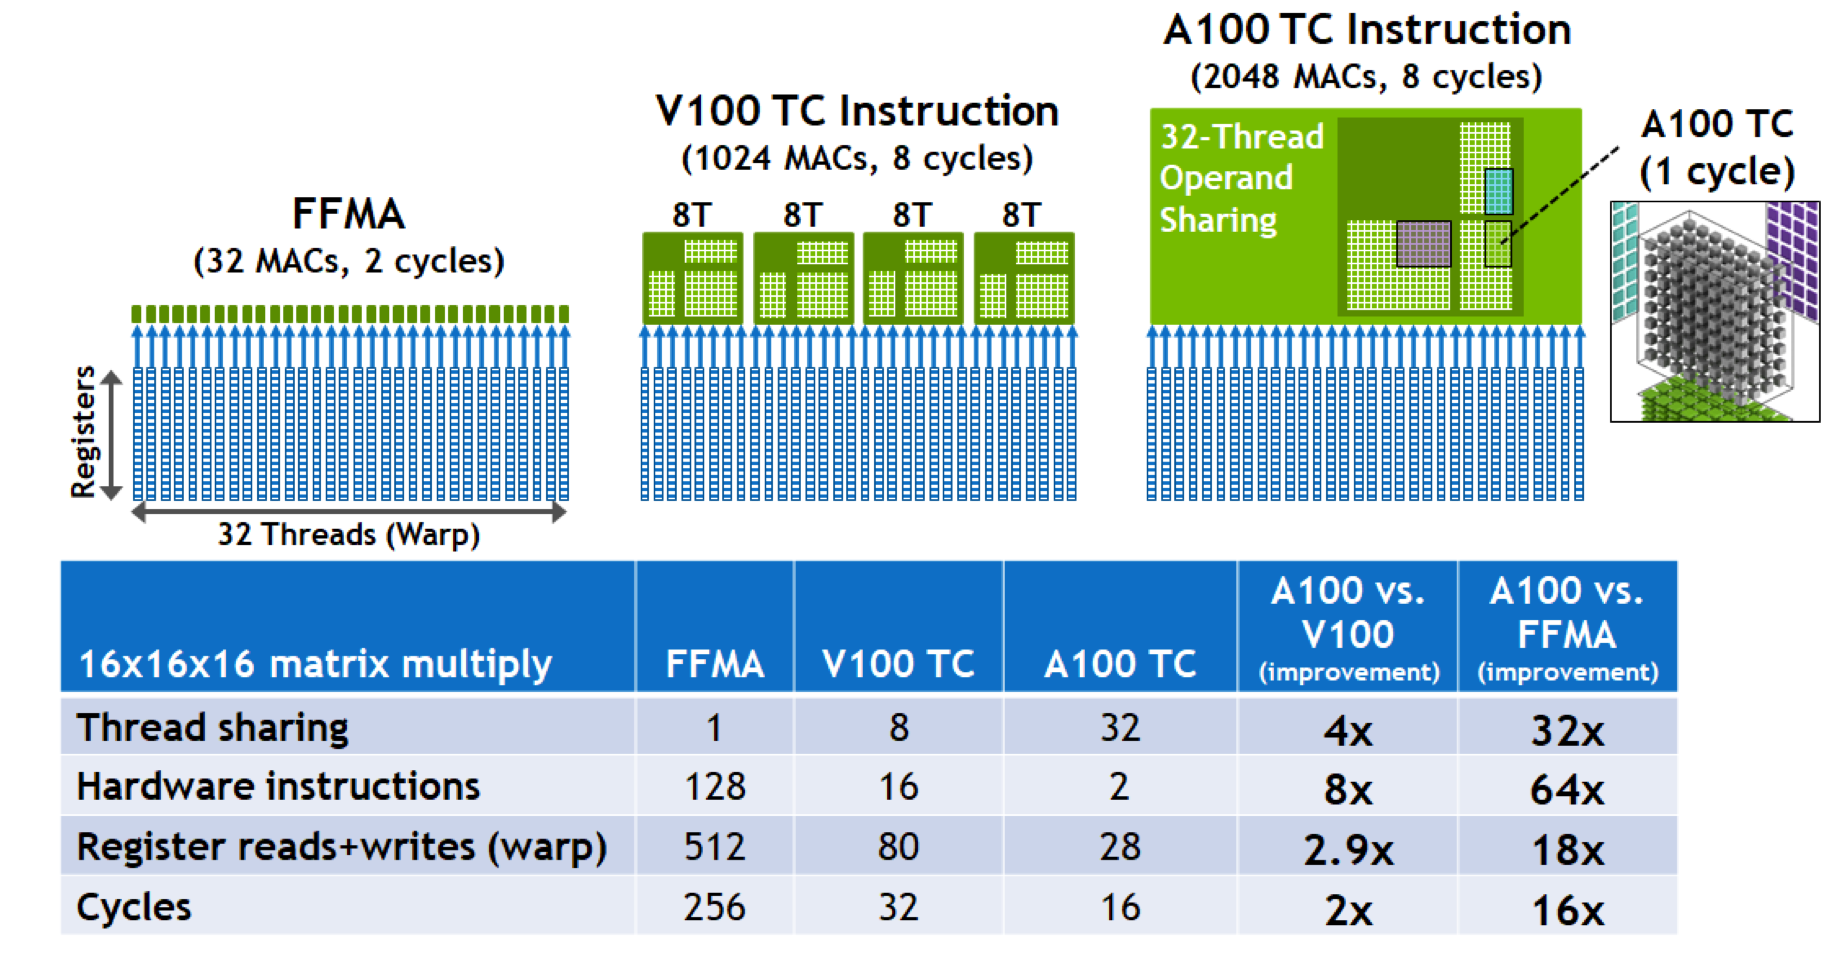 FFMA
(32 MACs, 2 cycles)
Registers
32 Threads (Warp)
V100 TC Instruction
(1024 MACs, 8 cycles)
8T 8T 8T 8T
A100 TC Instruction
(2048 MACs, 8 cycles)
32-Thread
Operand
Sharing
A100 TC
(1 cycle)
16x16x16 matrix multiply FFMA V100 TC A100 TC A100 vs. V100 (improvement) A100 vs. FFMA (improvement)
Thread sharing 1 8 32 4x 32x
Hardware instructions 128 16 2 8x 64x
Register reads+writes (warp) 512 80 28 2.9x 18x
Cycles 256 32 16 2x 16x